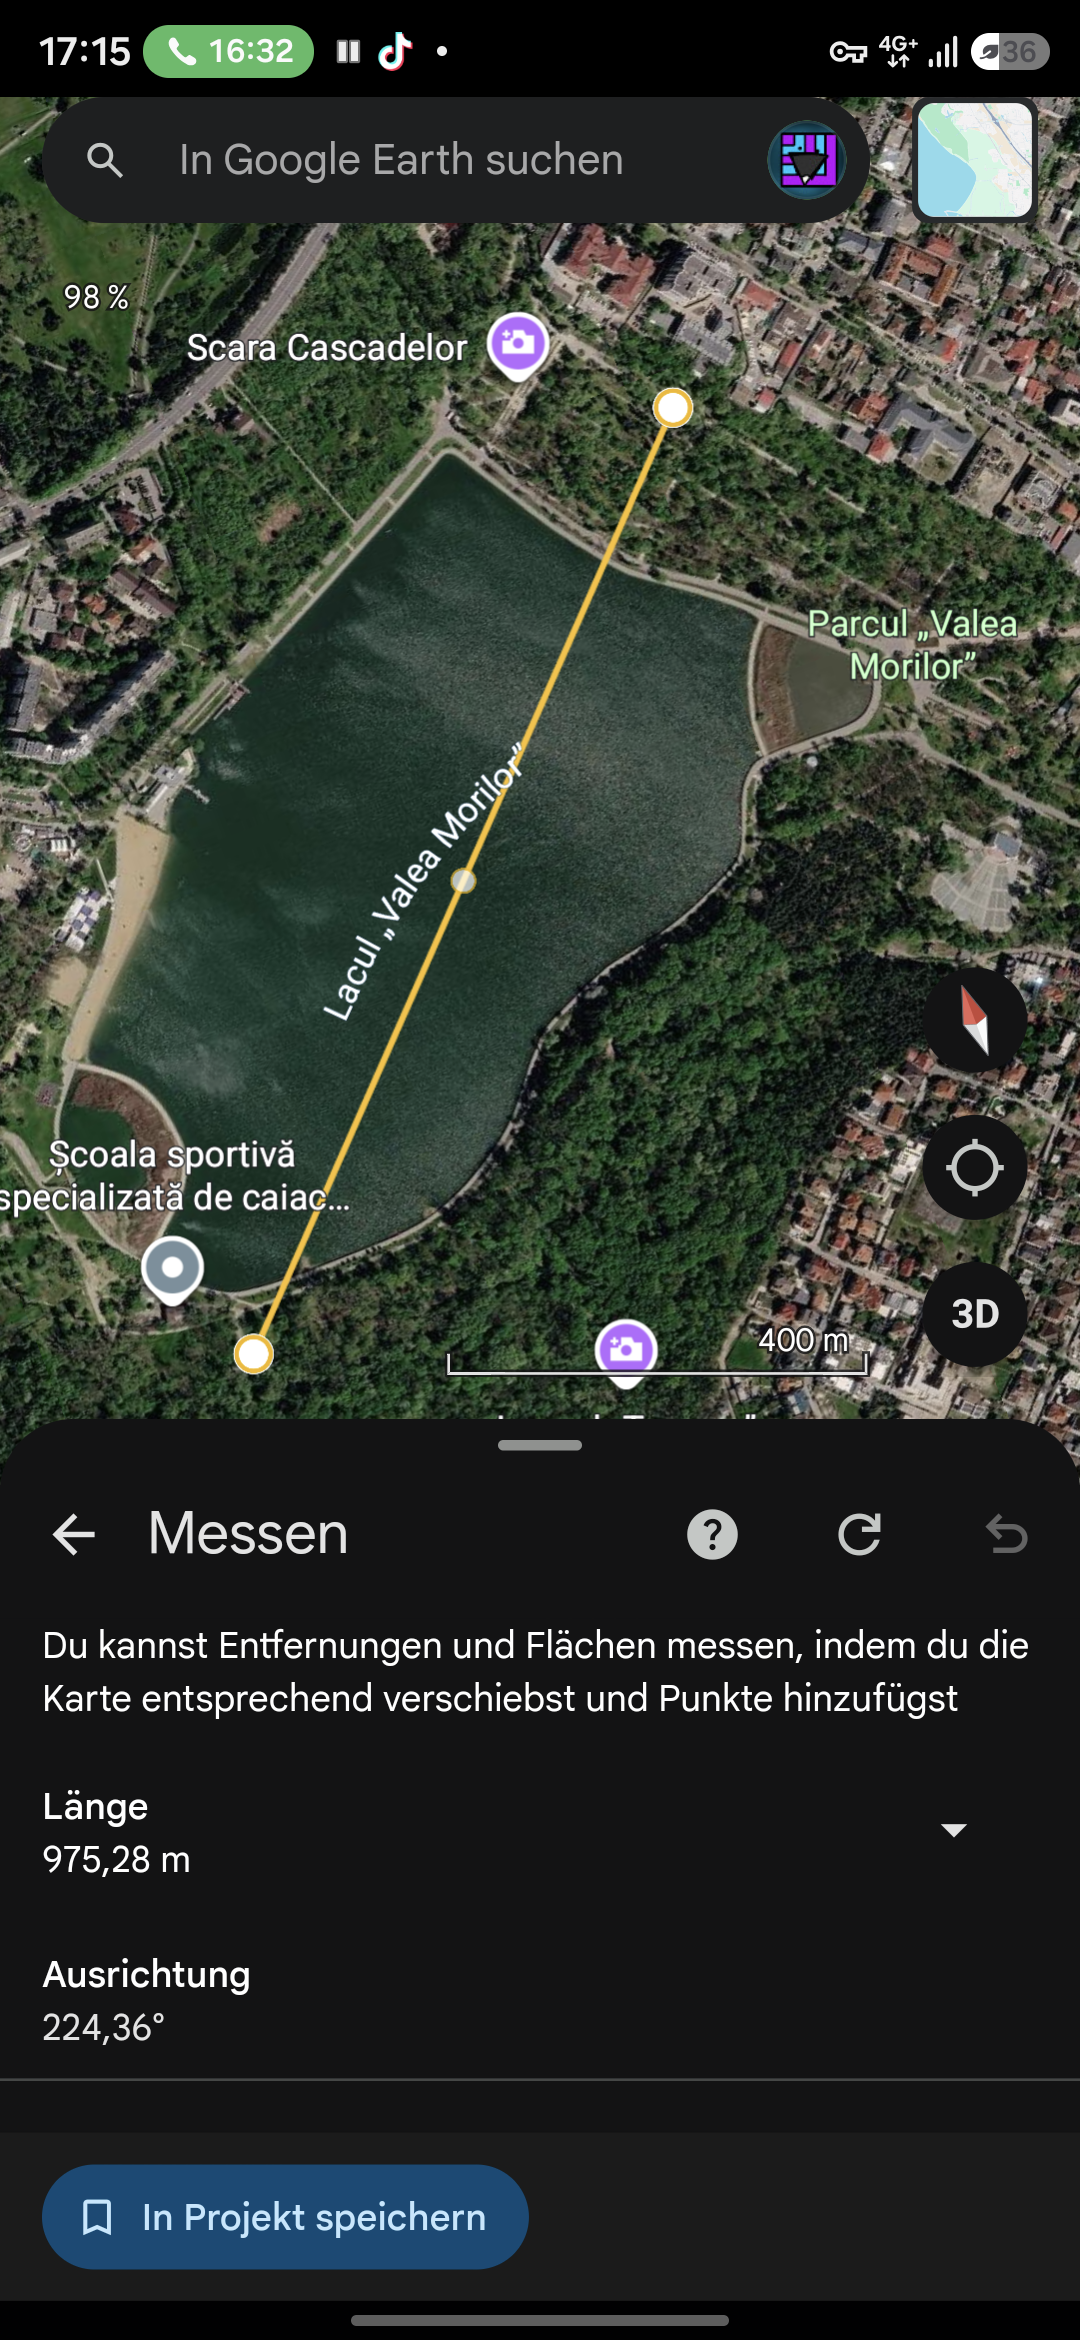 17:15
16:32
4G+
36
In Google Earth suchen
98 %
Scara Cascadelor
Parcul „Valea
Morilor”
Lacul „Valea Morilor”
Școala sportivă
specializată de caiac...
3D
400 m
Messen
?
Du kannst Entfernungen und Flächen messen, indem du die
Karte entsprechend verschiebst und Punkte hinzufügst
Länge
975,28 m
Ausrichtung
224,36°
In Projekt speichern